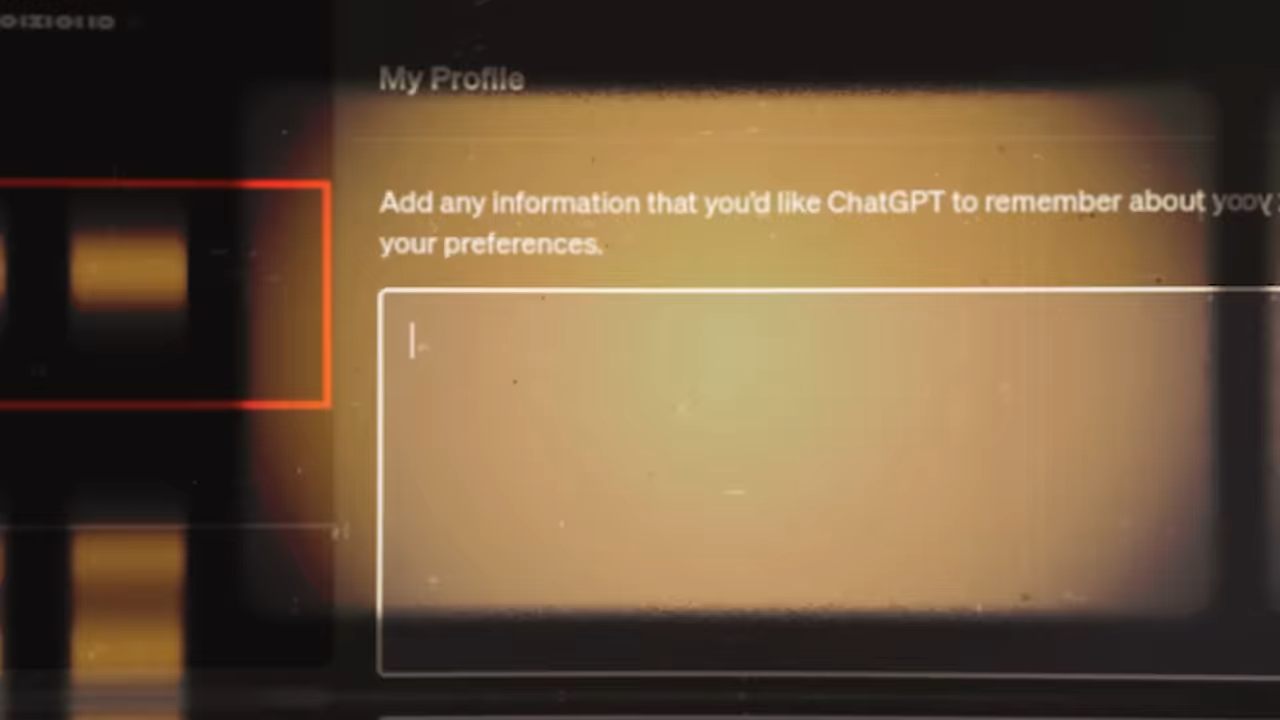 My Profile
Add any information that you'd like ChatGPT to remember about
your preferences.